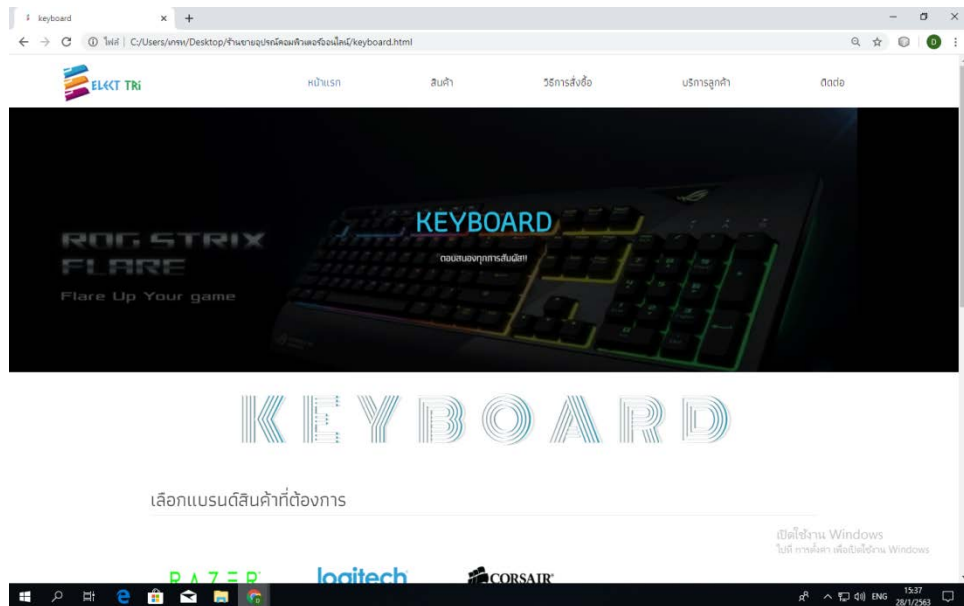 keyboard
ไฟล์ | C:/Users/เกรน/Desktop/ร้านขายอุปรณ์คอมพิวเตอร์ออนไลน์/keyboard.html
ELECT TRi
หน้าแรก
สินค้า
วิธีการสั่งซื้อ
บริการลูกค้า
ติดต่อ
KEYBOARD
ตอบสนองทุกการสัมผัส!!
ROG STRIX
FLARE
Flare Up Your game
KEYBOARD
เลือกแบรนด์สินค้าที่ต้องการ
เปิดใช้งาน Windows
ไปที่ การตั้งค่า เพื่อเปิดใช้งาน Windows
RAZER
logitech
CORSAIR
ENG
15:37
28/1/2563